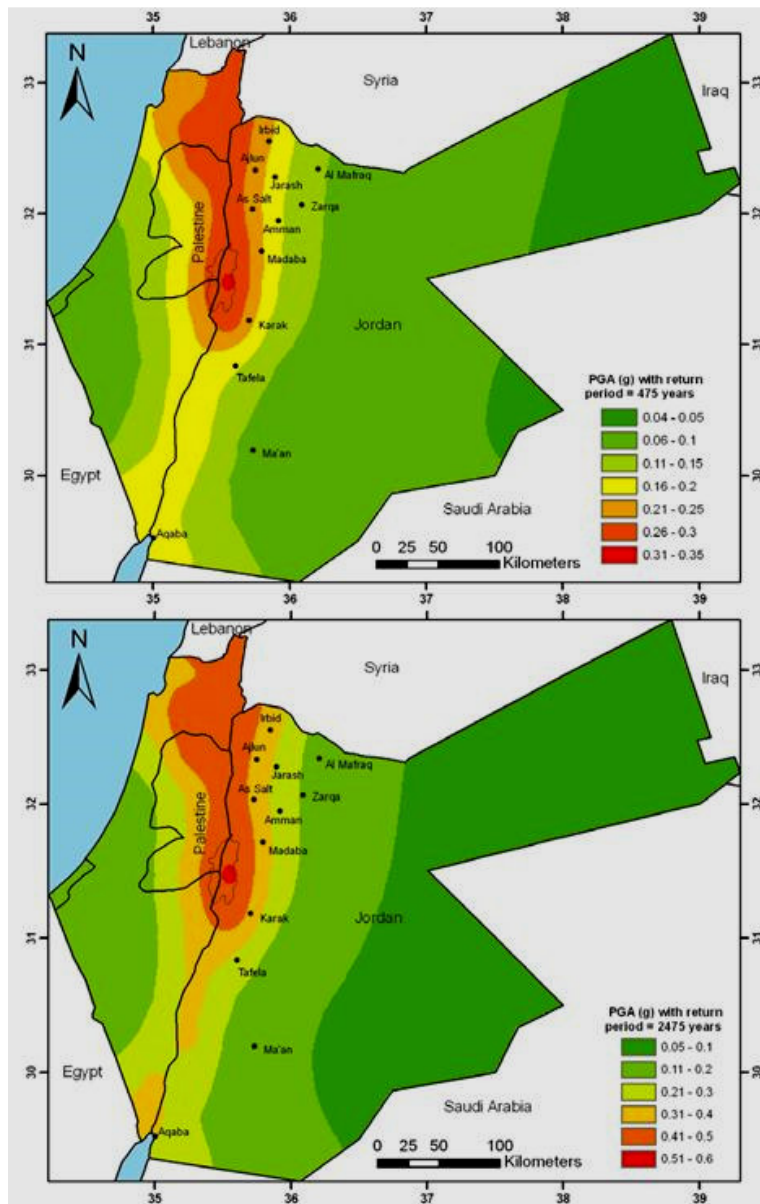 35 36 37 38 39
N
Lebanon
Syria
Iraq
33
33
Irbid
Ajlun
Al Mafraq
Jarash
As Salt
Zarqa
32
32
Amman
Palestine
Madaba
Karak
Jordan
31
31
Tafela
PGA (g) with return
period = 475 years
0.04 - 0.05
0.06 - 0.1
Ma'an
0.11 - 0.15
30
30
Egypt
0.16 - 0.2
Saudi Arabia
0.21 - 0.25
Aqaba
0 25 50 100
Kilometers
0.26 - 0.3
0.31 - 0.35
35 36 37 38 39
35 36 37 38 39
Lebanon
N
Syria
Iraq
33
33
Irbid
Ajlun
Al Mafraq
Jarash
As Salt
Zarqa
32
32
Amman
Palestine
Madaba
Karak
Jordan
31
31
Tafela
PGA (g) with return
period = 2475 years
0.05 - 0.1
Ma'an
0.11 - 0.2
30
30
Egypt
0.21 - 0.3
Saudi Arabia
0.31 - 0.4
Aqaba
0 25 50 100
Kilometers
0.41 - 0.5
0.51 - 0.6
35 36 37 38 39